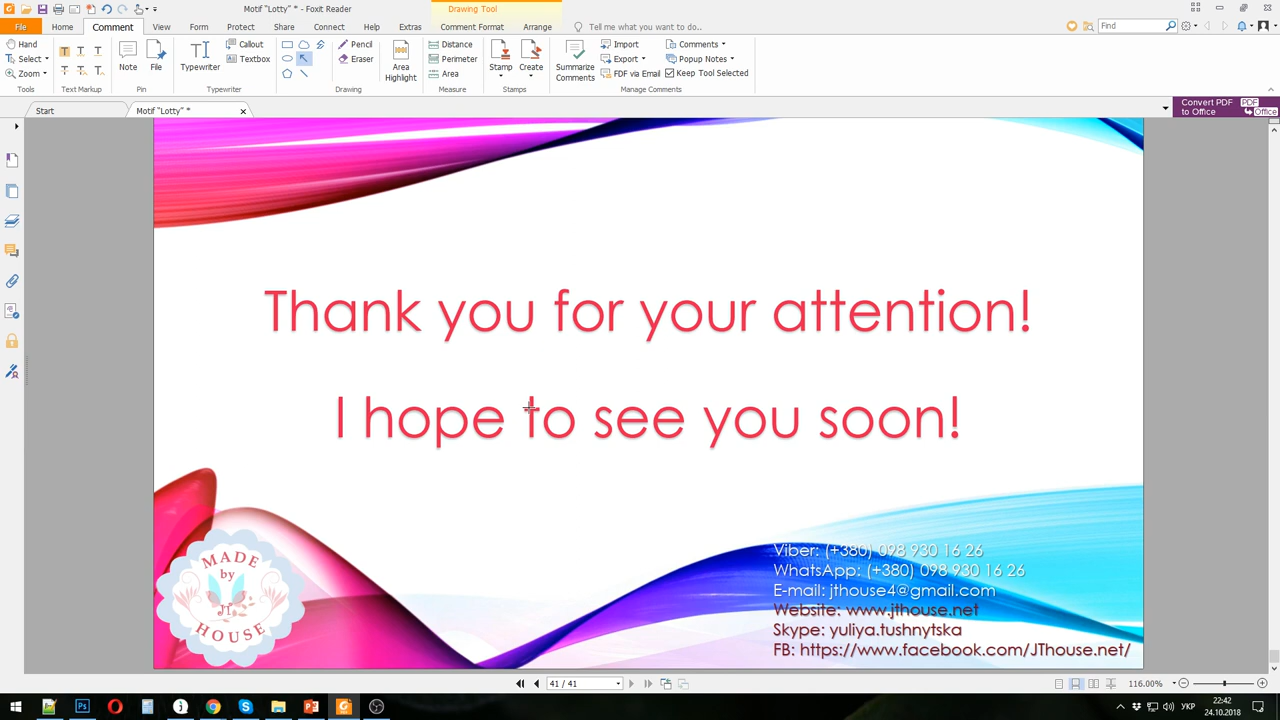 Motif “Lotty” * - Foxit Reader
Drawing Tool
File Home Comment View Form Protect Share Connect Help Extras Comment Format Arrange Tell me what you want to do.. Find
Hand
Select
Zoom
Tools
Text Markup
Note
File
Pin
Typewriter
Callout
Textbox
Typewriter
Pencil
Eraser
Area Highlight
Drawing
Distance
Perimeter
Area
Measure
Stamp
Create
Stamps
Summarize Comments
Import
Export
FDF via Email
Comments
Popup Notes
Keep Tool Selected
Manage Comments
Start
Motif “Lotty” *
Convert PDF to Office
PDF
Office
Thank you for your attention!
I hope to see you soon!
MADE
by
JT
HOUSE
Viber: (+380) 098 930 16 26
WhatsApp: (+380) 098 930 16 26
E-mail: jthouse4@gmail.com
Website: www.jthouse.net
Skype: yuliya.tushnytska
FB: https://www.facebook.com/JThouse.net/
41 / 41
116.00%
УКР
22:42
24.10.2018